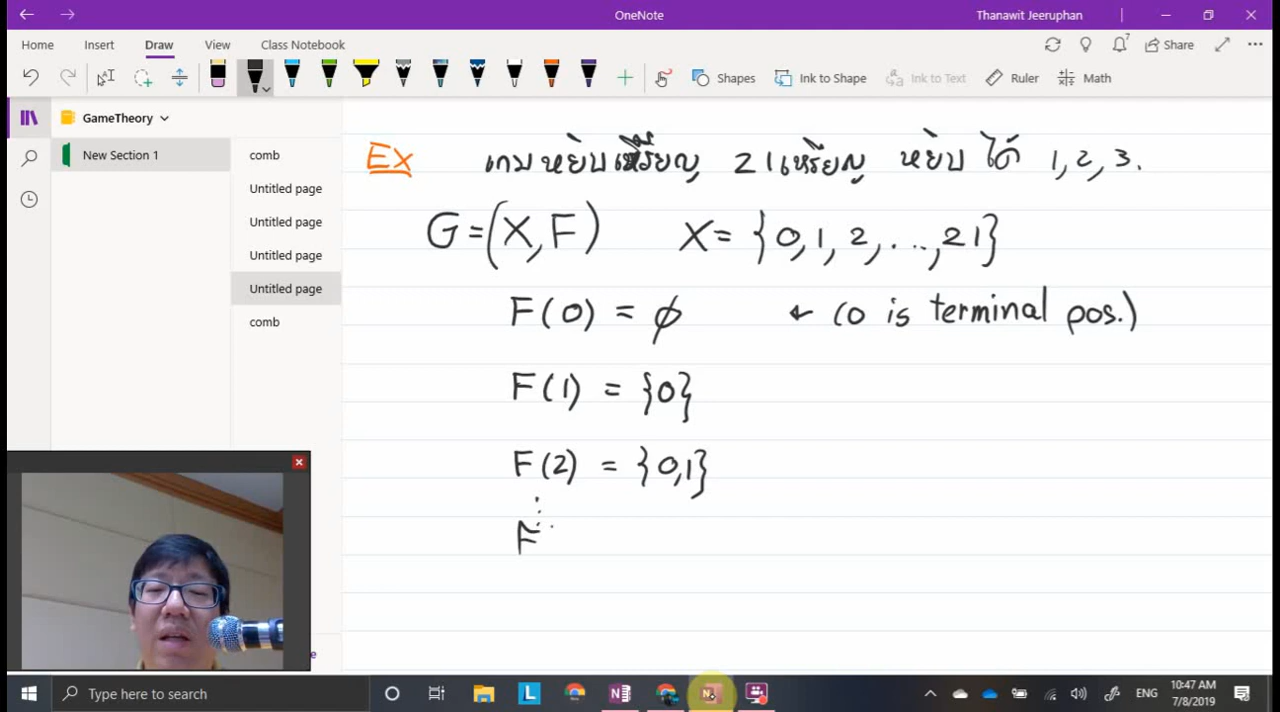 OneNote
Thanawit Jeeruphan
Home Insert Draw View Class Notebook
Share
Shapes Ink to Shape Ink to Text Ruler Math
GameTheory
New Section 1
comb
Untitled page
Untitled page
Untitled page
Untitled page
comb
Ex เกมหยิบเหรียญ 21 เหรียญ หยิบได้ 1, 2, 3.
G = (X, F) X = {0, 1, 2, ..., 21}
F(0) = ϕ ← (0 is terminal pos.)
F(1) = {0}
F(2) = {0,1}
⋮
F
Type here to search
ENG
10:47 AM
7/8/2019